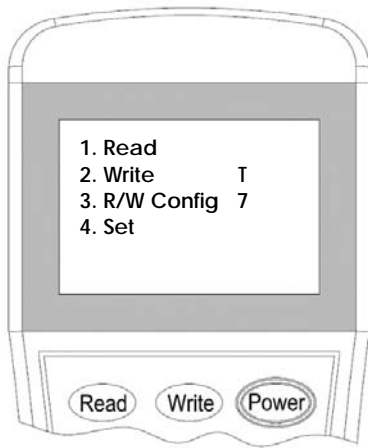 1. Read
2. Write T
3. R/W Config 7
4. Set
Read Write Power